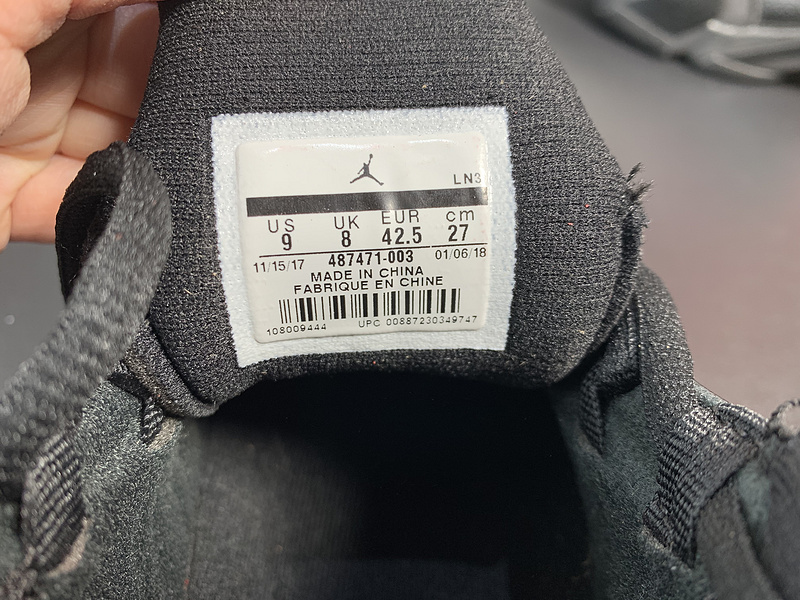 LN3
US UK EUR cm
9 8 42.5 27
11/15/17 487471-003 01/06/18
MADE IN CHINA
FABRIQUE EN CHINE
108009444 UPC 00887230349747